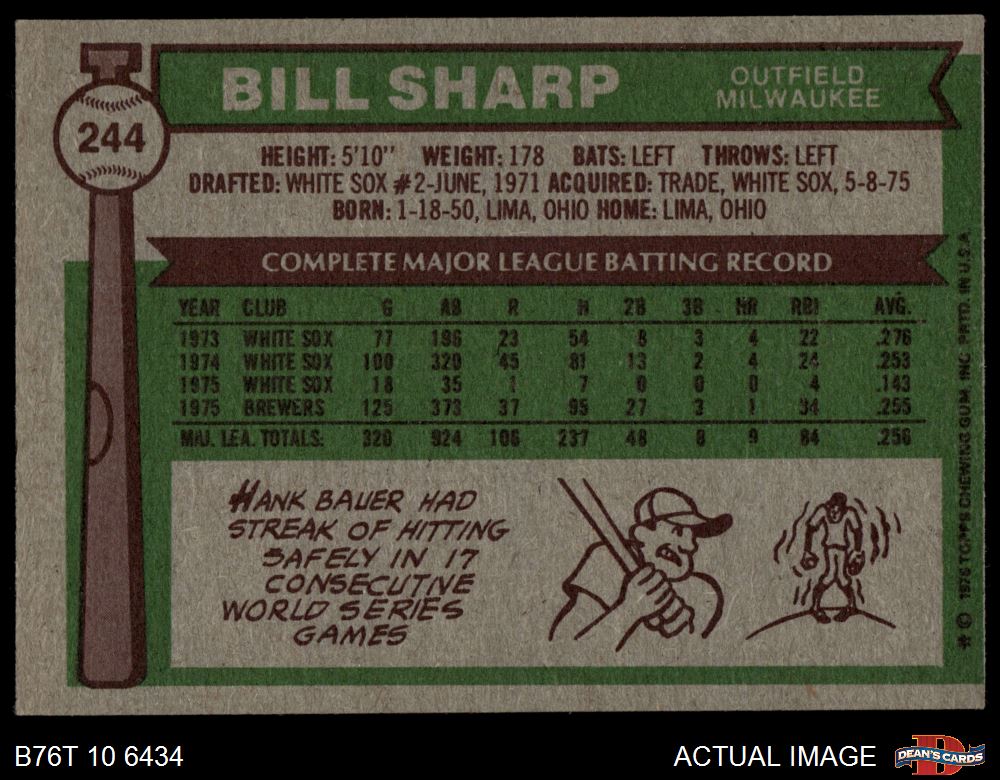 244
BILL SHARP
OUTFIELD
MILWAUKEE
HEIGHT: 5'10" WEIGHT: 178 BATS: LEFT THROWS: LEFT
DRAFTED: WHITE SOX #2-JUNE, 1971 ACQUIRED: TRADE, WHITE SOX, 5-8-75
BORN: 1-18-50, LIMA, OHIO HOME: LIMA, OHIO
COMPLETE MAJOR LEAGUE BATTING RECORD
YEAR CLUB G AB R H 2B 3B HR RBI AVG.
1973 WHITE SOX 77 196 23 54 8 3 4 22 .276
1974 WHITE SOX 100 320 45 81 13 2 4 24 .253
1975 WHITE SOX 18 35 1 7 0 0 0 4 .143
1975 BREWERS 125 373 37 95 27 3 1 34 .255
MAJ. LEA. TOTALS: 320 924 106 237 48 8 9 84 .256
HANK BAUER HAD
STREAK OF HITTING
SAFELY IN 17
CONSECUTIVE
WORLD SERIES
GAMES
* © 1976 TOPPS CHEWING GUM, INC PRTD. IN U.S.A.
B76T 10 6434
ACTUAL IMAGE
D
DEAN'S CARDS